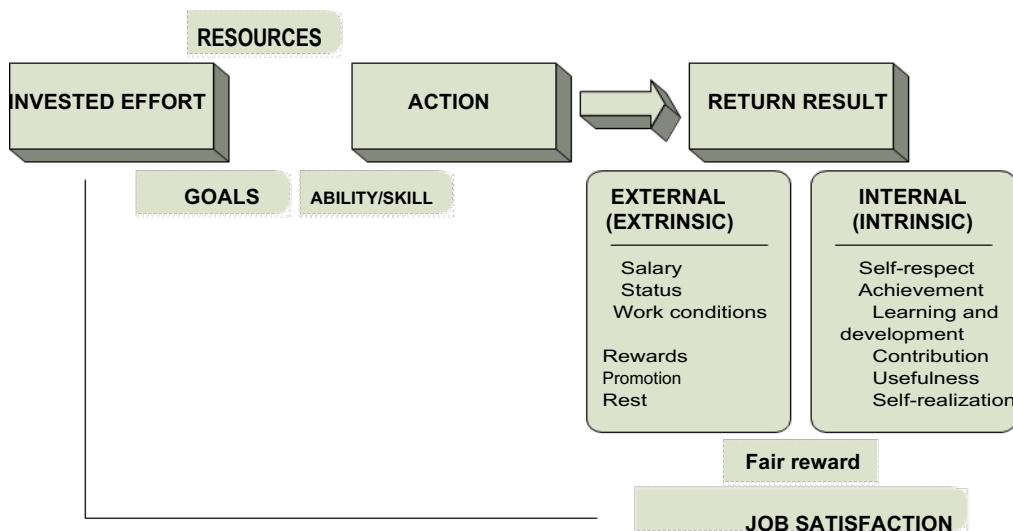 RESOURCES
INVESTED EFFORT
ACTION
RETURN RESULT
GOALS
ABILITY/SKILL
EXTERNAL
(EXTRINSIC)
Salary
Status
Work conditions
Rewards
Promotion
Rest
INTERNAL
(INTRINSIC)
Self-respect
Achievement
Learning and
development
Contribution
Usefulness
Self-realization
Fair reward
JOB SATISFACTION